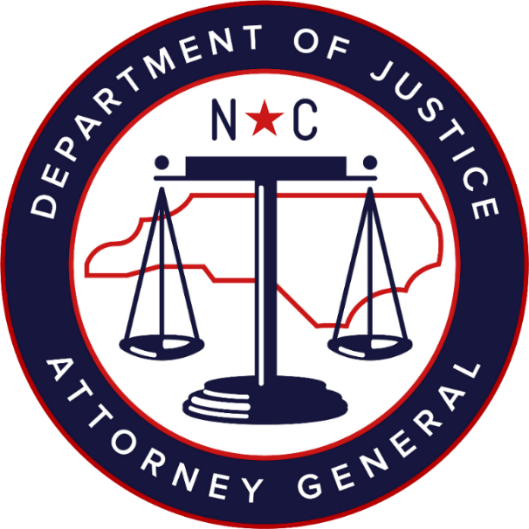 DEPARTMENT OF JUSTICE
N★C
ATTORNEY GENERAL